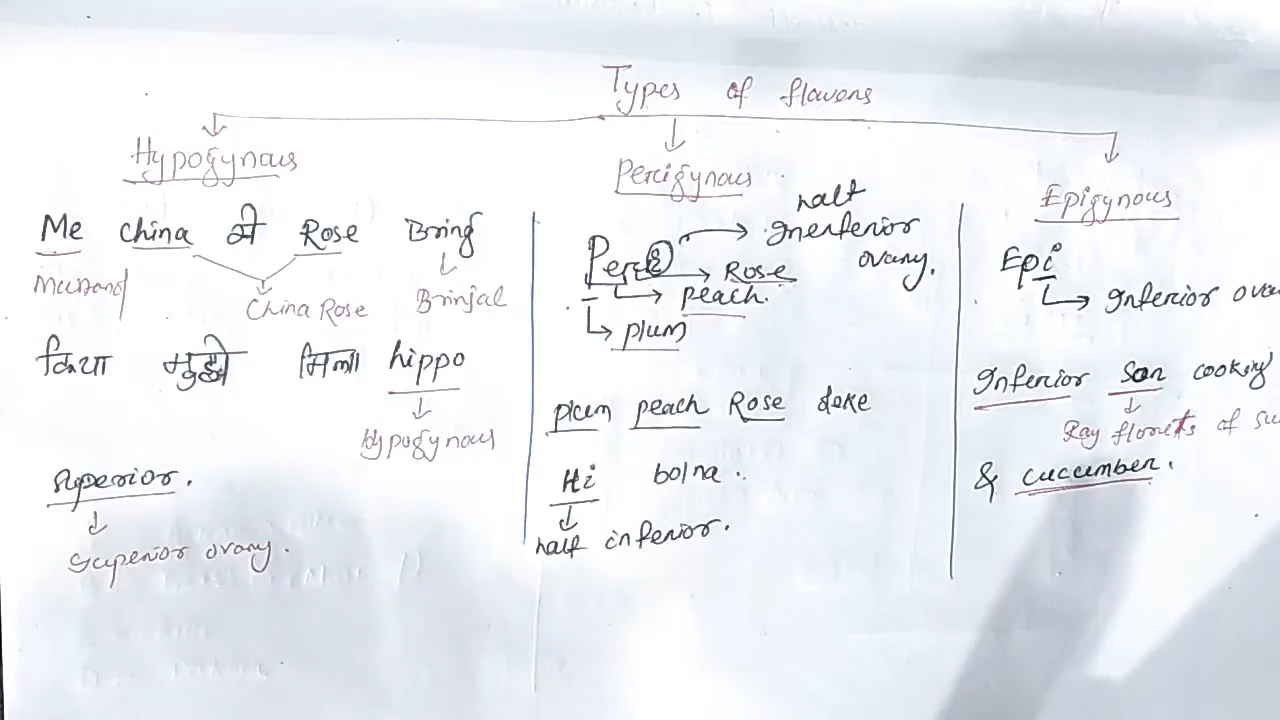 Types of flowers
Hypogynous
Me China से Rose Bring
Mustard
China Rose Brinjal
किया मुझे मिला hippo
Hypogynous
Superior.
Superior ovary.
Perigynous
half
Inferior
ovary.
Peri
Rose
peach.
plum
plum peach Rose deke
Hi bolna.
half inferior.
Epigynous
Epi
Inferior ova
Inferior Son cooking
Ray florets of su
& cucumber.